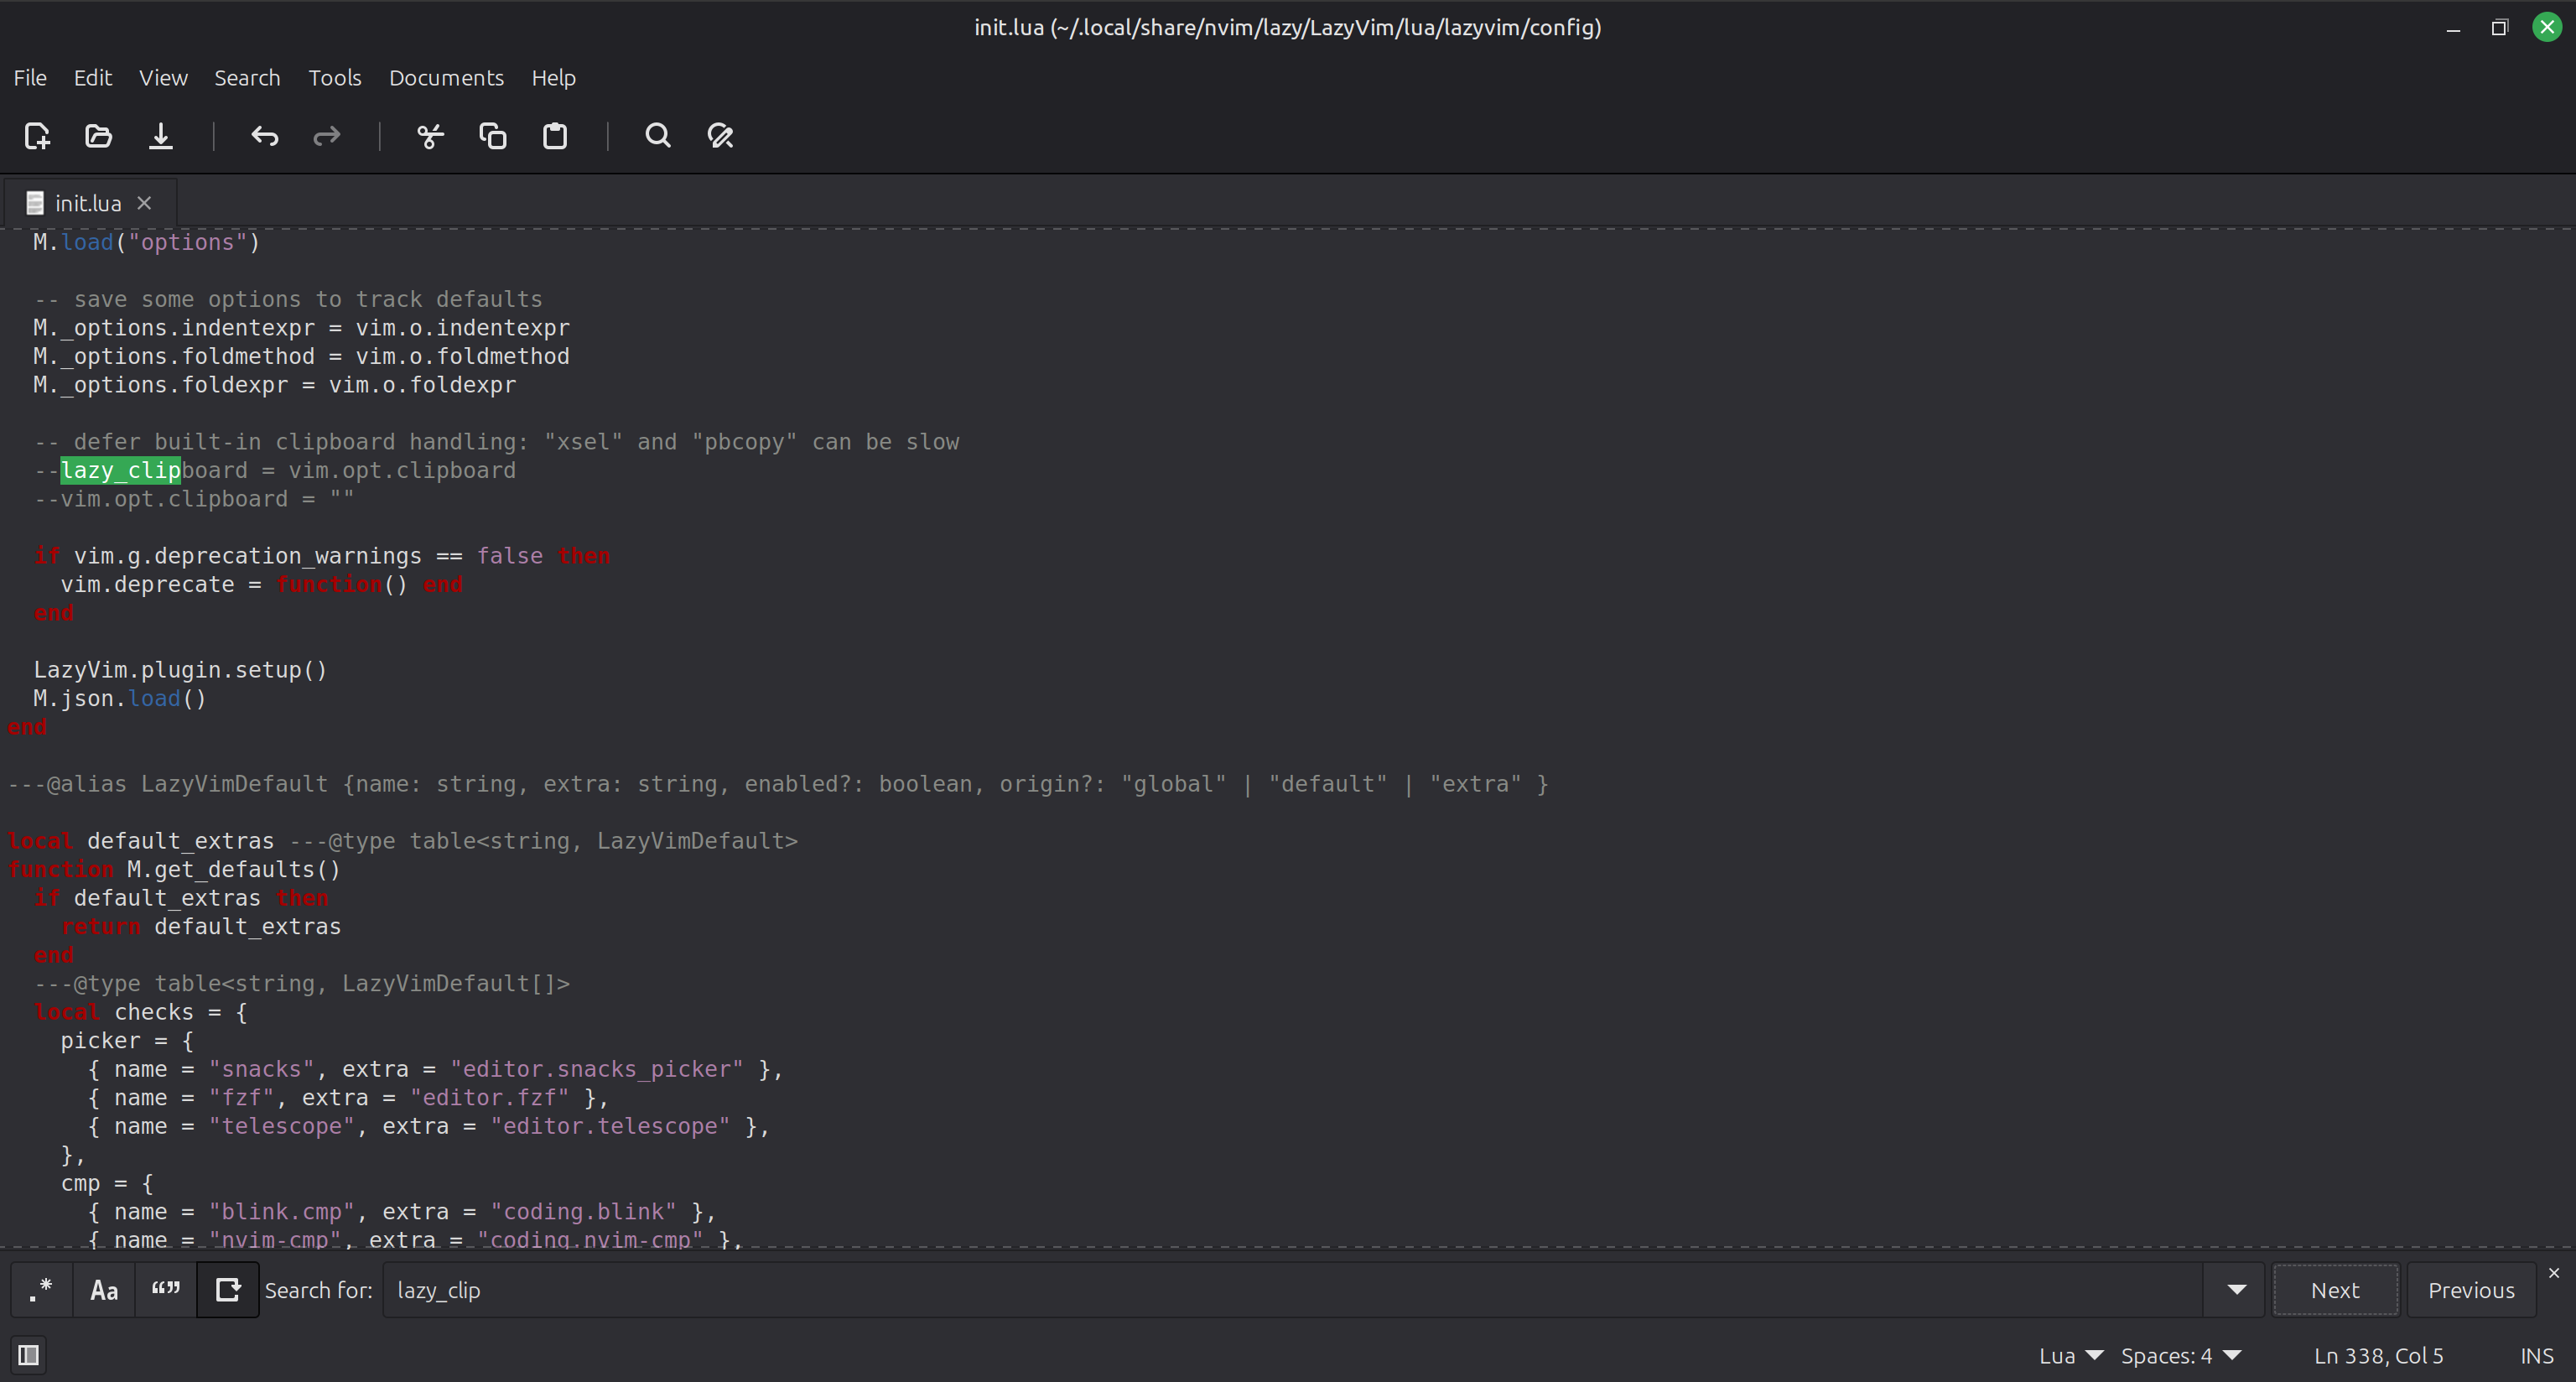 init.lua (~/.local/share/nvim/lazy/LazyVim/lua/lazyvim/config)
File Edit View Search Tools Documents Help
init.lua
  M.load("options")

  -- save some options to track defaults
  M._options.indentexpr = vim.o.indentexpr
  M._options.foldmethod = vim.o.foldmethod
  M._options.foldexpr = vim.o.foldexpr

  -- defer built-in clipboard handling: "xsel" and "pbcopy" can be slow
  --lazy_clipboard = vim.opt.clipboard
  --vim.opt.clipboard = ""

  if vim.g.deprecation_warnings == false then
    vim.deprecate = function() end
  end

  LazyVim.plugin.setup()
  M.json.load()
end

---@alias LazyVimDefault {name: string, extra: string, enabled?: boolean, origin?: "global" | "default" | "extra" }

local default_extras ---@type table<string, LazyVimDefault>
function M.get_defaults()
  if default_extras then
    return default_extras
  end
  ---@type table<string, LazyVimDefault[]>
  local checks = {
    picker = {
      { name = "snacks", extra = "editor.snacks_picker" },
      { name = "fzf", extra = "editor.fzf" },
      { name = "telescope", extra = "editor.telescope" },
    },
    cmp = {
      { name = "blink.cmp", extra = "coding.blink" },
      { name = "nvim-cmp", extra = "coding.nvim-cmp" },
.* Aa “” Search for: lazy_clip Next Previous
Lua Spaces: 4 Ln 338, Col 5 INS